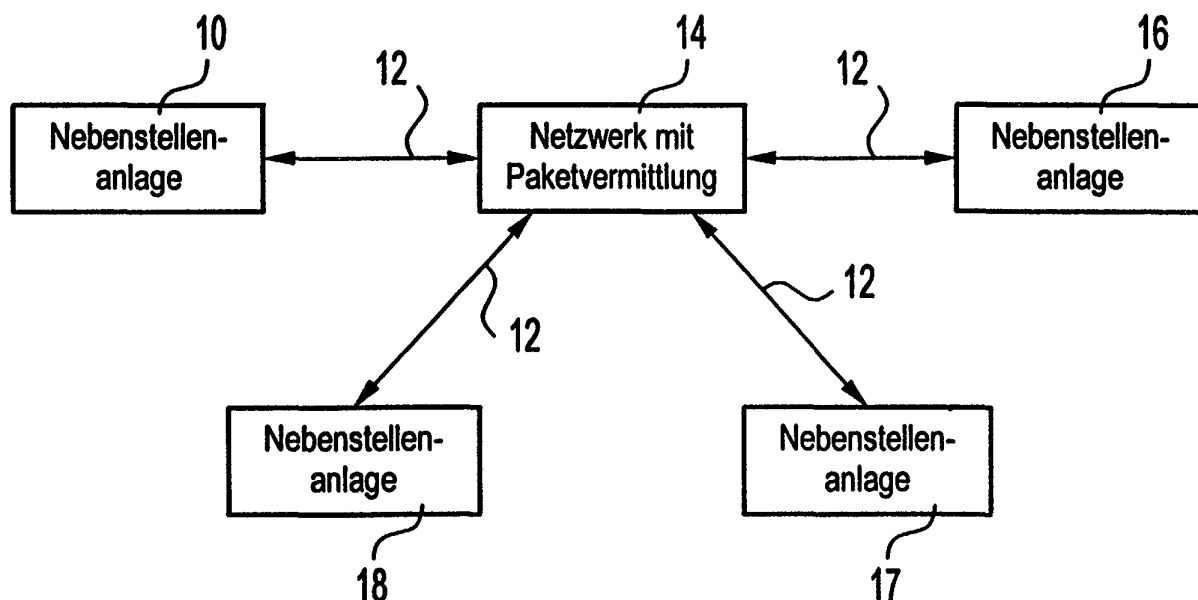 10
12
14
12
16
Nebenstellen-
anlage
Netzwerk mit
Paketvermittlung
Nebenstellen-
anlage
12
12
Nebenstellen-
anlage
Nebenstellen-
anlage
18
17